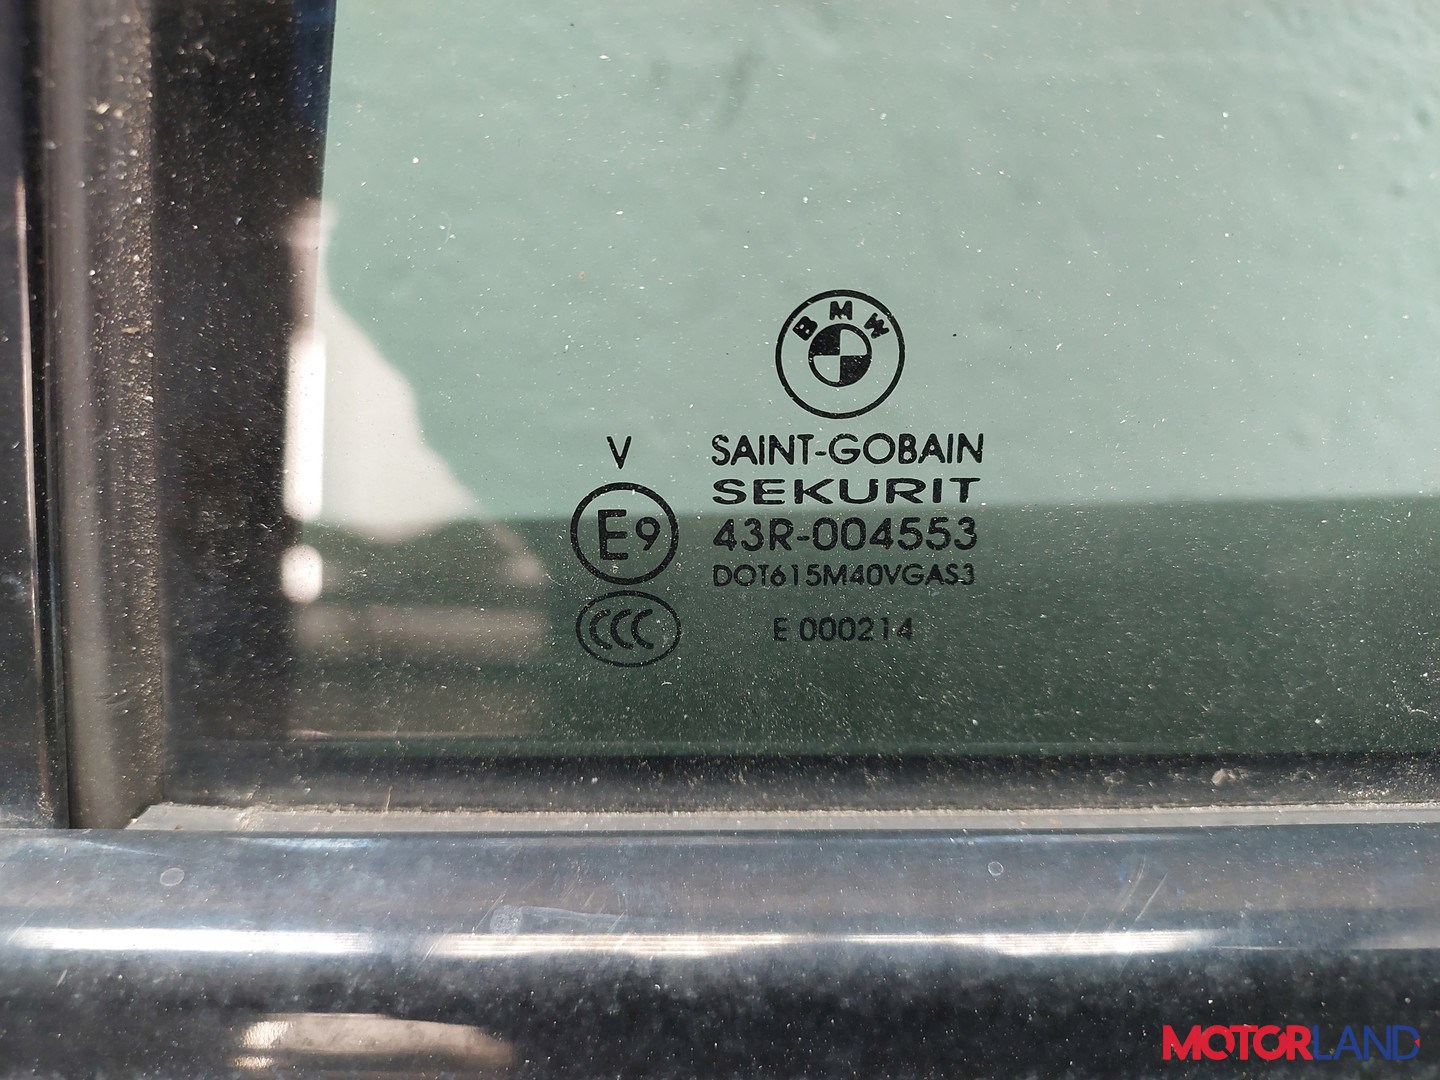 BMW
V
SAINT-GOBAIN
SEKURIT
E9
43R-004553
DOT615M40VGAS3
CCC
E 000214
MOTORLAND